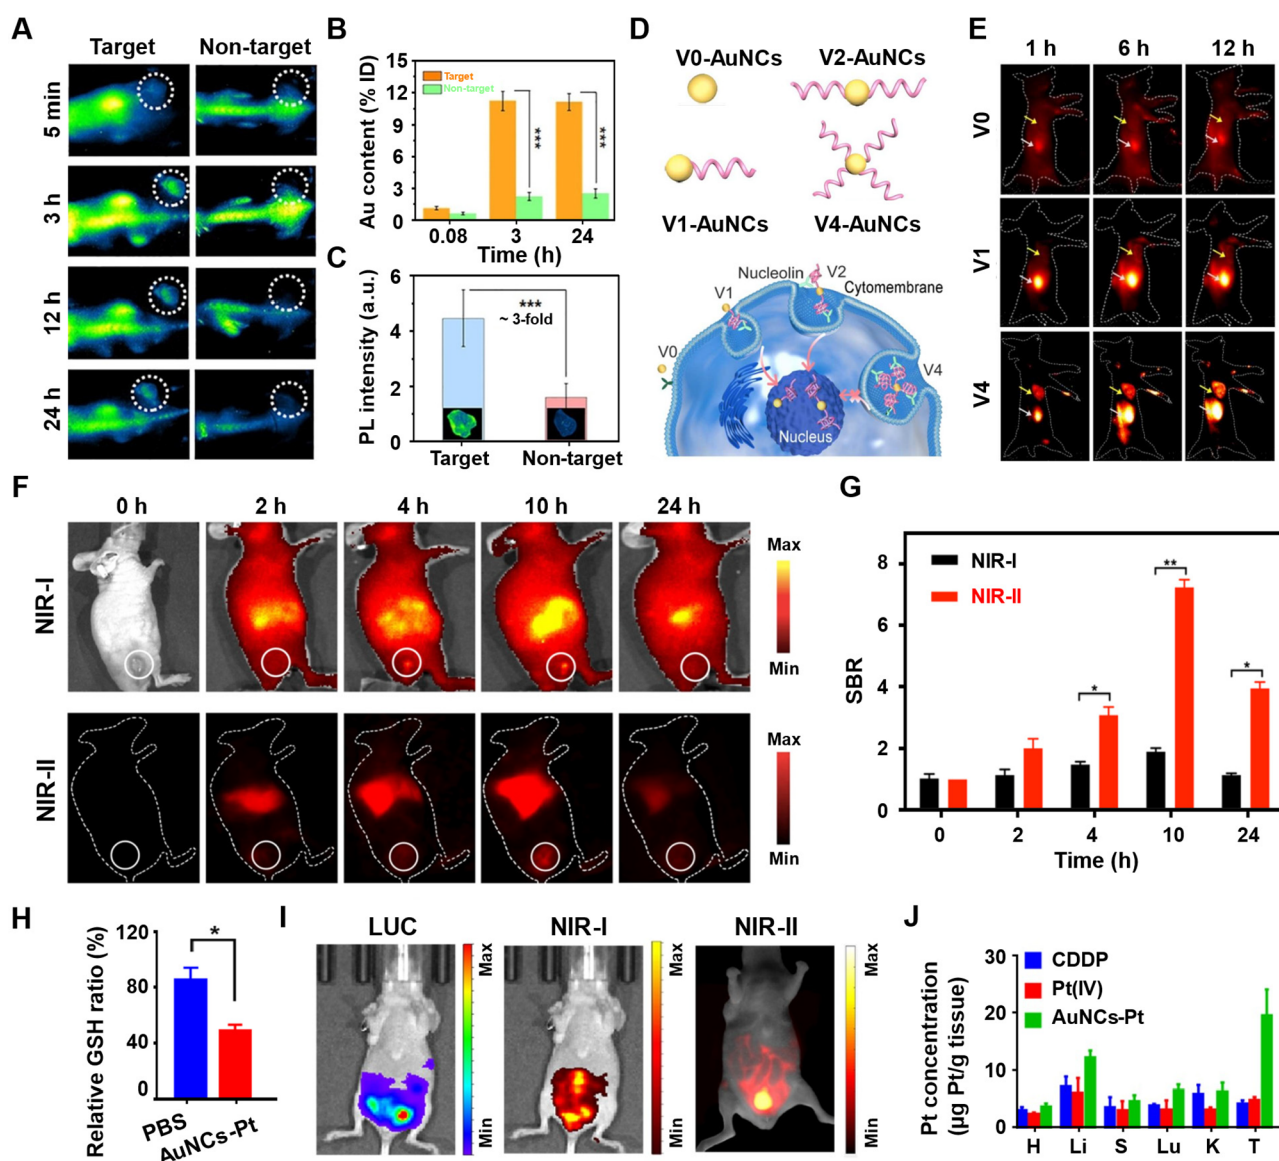 A
Target
Non-target
5 min
3 h
12 h
24 h
B
Au content (% ID)
15
12
9
6
3
0
Target
Non-target
***
***
0.08
3
24
Time (h)
C
PL intensity (a.u.)
6
4
2
0
***
~ 3-fold
Target
Non-target
D
V0-AuNCs
V2-AuNCs
V1-AuNCs
V4-AuNCs
Nucleolin
V2
Cytomembrane
V1
V0
V4
Nucleus
E
1 h
6 h
12 h
V0
V1
V4
F
0 h
2 h
4 h
10 h
24 h
NIR-I
Max
Min
NIR-II
Max
Min
G
SBR
8
6
4
2
0
NIR-I
NIR-II
*
**
*
0
2
4
10
24
Time (h)
H
Relative GSH ratio (%)
120
80
40
0
*
PBS
AuNCs-Pt
I
LUC
NIR-I
NIR-II
Max
Min
Max
Min
Max
Min
J
Pt concentration
(µg Pt/g tissue)
30
20
10
0
CDDP
Pt(IV)
AuNCs-Pt
H
Li
S
Lu
K
T